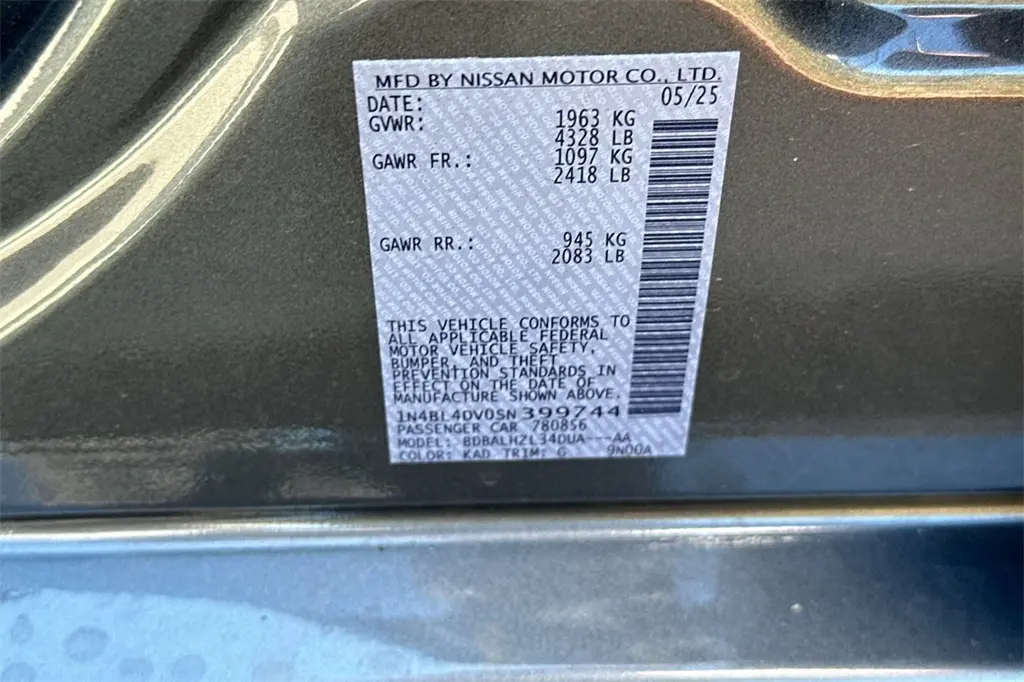 MFD BY NISSAN MOTOR CO., LTD.
DATE: 05/25
GVWR: 1963 KG
4328 LB
GAWR FR.: 1097 KG
2418 LB
GAWR RR.: 945 KG
2083 LB
THIS VEHICLE CONFORMS TO
ALL APPLICABLE FEDERAL
MOTOR VEHICLE SAFETY,
BUMPER, AND THEFT
PREVENTION STANDARDS IN
EFFECT ON THE DATE OF
MANUFACTURE SHOWN ABOVE.
1N4BL4DV0SN399744
PASSENGER CAR 780856
MODEL: BDBALHZL34DUA---AA
COLOR: KAD TRIM: G 9N00A